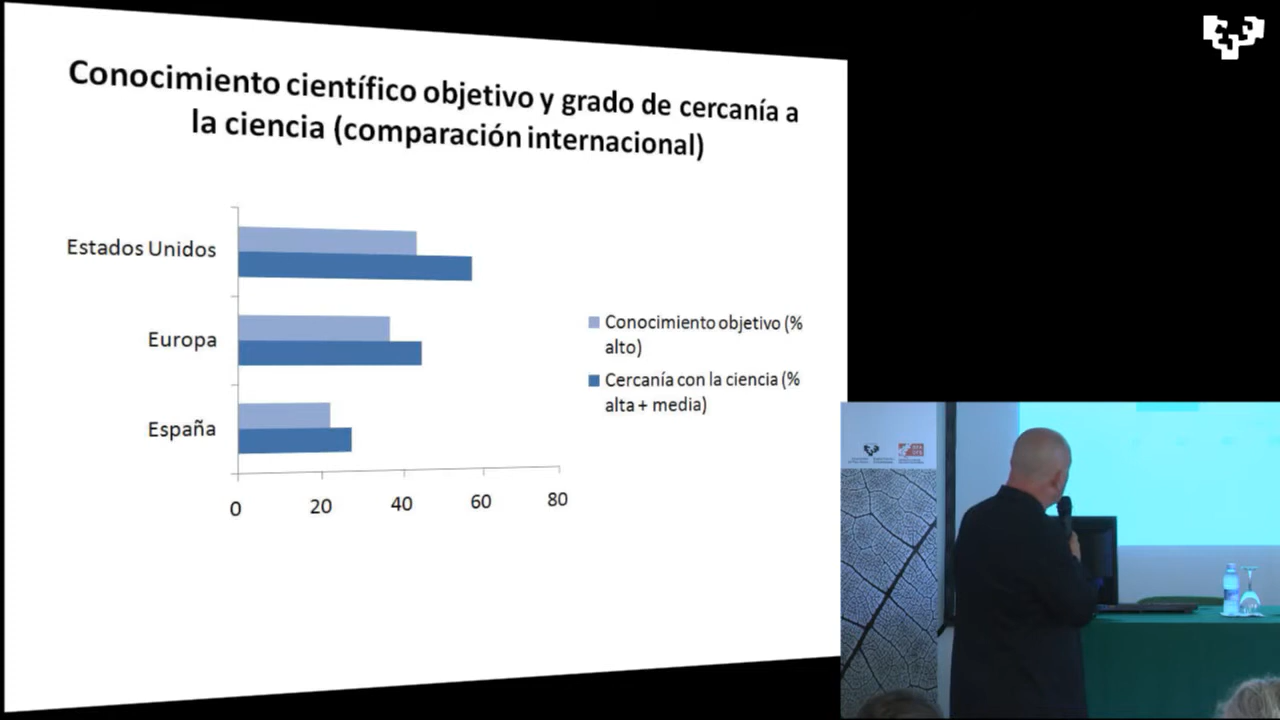 Conocimiento científico objetivo y grado de cercanía a
la ciencia (comparación internacional)
Estados Unidos
Europa
España
0
20
40
60
80
Conocimiento objetivo (%
alto)
Cercanía con la ciencia (%
alta + media)